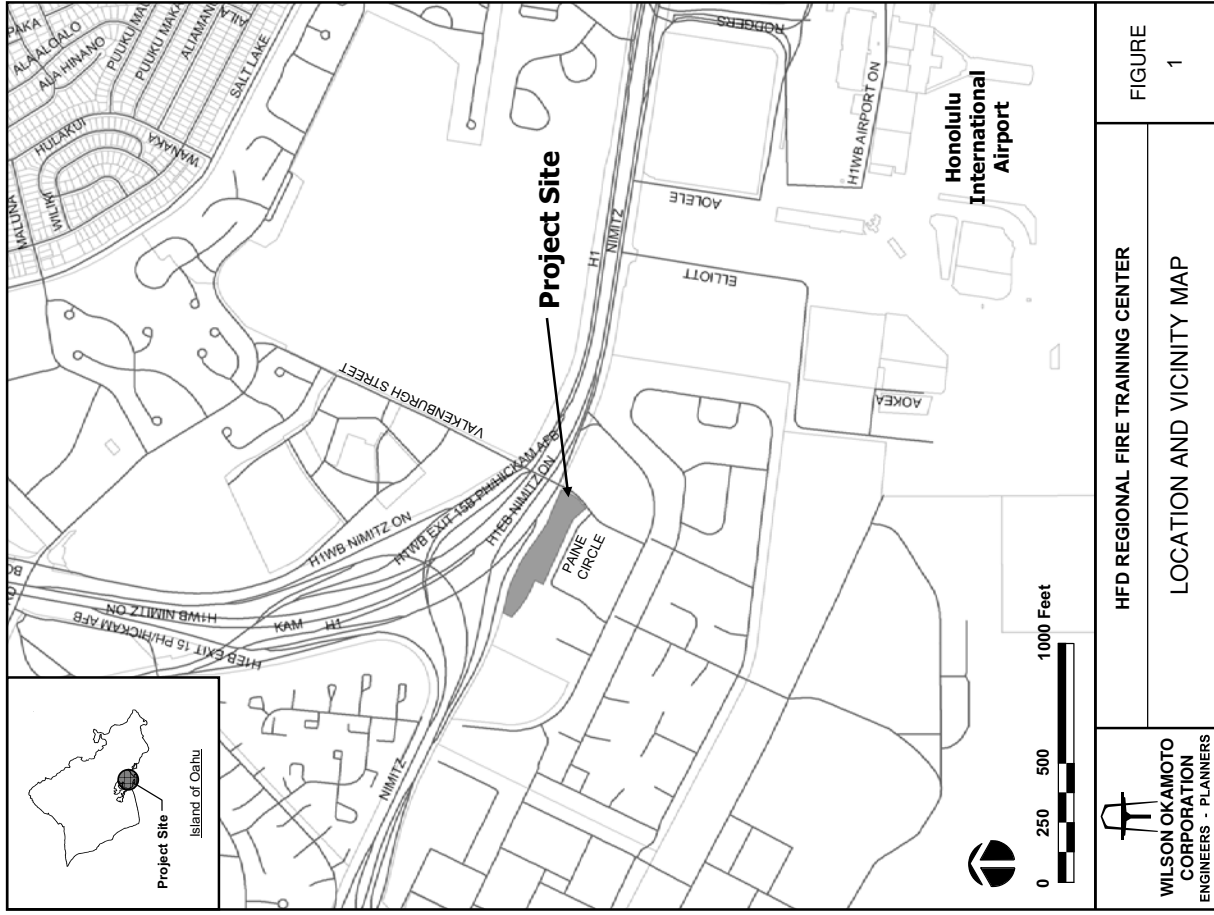 PAKA
ALA ALOALO
ALA HINANO
PUUKU MAKA
ALIAMANU
AILA
SALT LAKE
HULAKUI
MALUNA
WILIKI
WANAKA
RODGERS
H1WB AIRPORT ON
Honolulu
International
Airport
AOLELE
ELLIOTT
AOKEA
H1
NIMITZ
Project Site
VALKENBURGH STREET
H1WB EXIT 15B PH/HICKAM AFB
H1EB NIMITZ ON
H1WB NIMITZ ON
H1WB NIMITZ ON
KAM
H1
H1EB EXIT 15 PH/HICKAM AFB
NIMITZ
PAINE
CIRCLE
Project Site
Island of Oahu
0 250 500 1000 Feet
WILSON OKAMOTO
CORPORATION
ENGINEERS - PLANNERS
HFD REGIONAL FIRE TRAINING CENTER
LOCATION AND VICINITY MAP
FIGURE
1